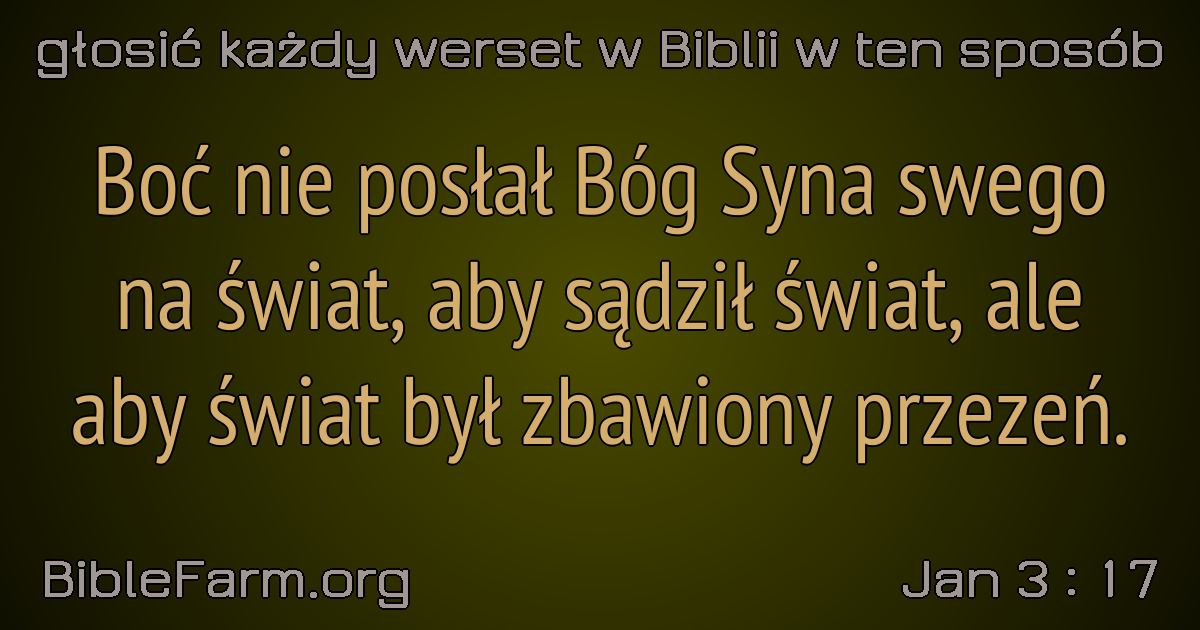 głosić każdy werset w Biblii w ten sposób
Boć nie posłał Bóg Syna swego
na świat, aby sądził świat, ale
aby świat był zbawiony przezeń.
BibleFarm.org
Jan 3 : 17